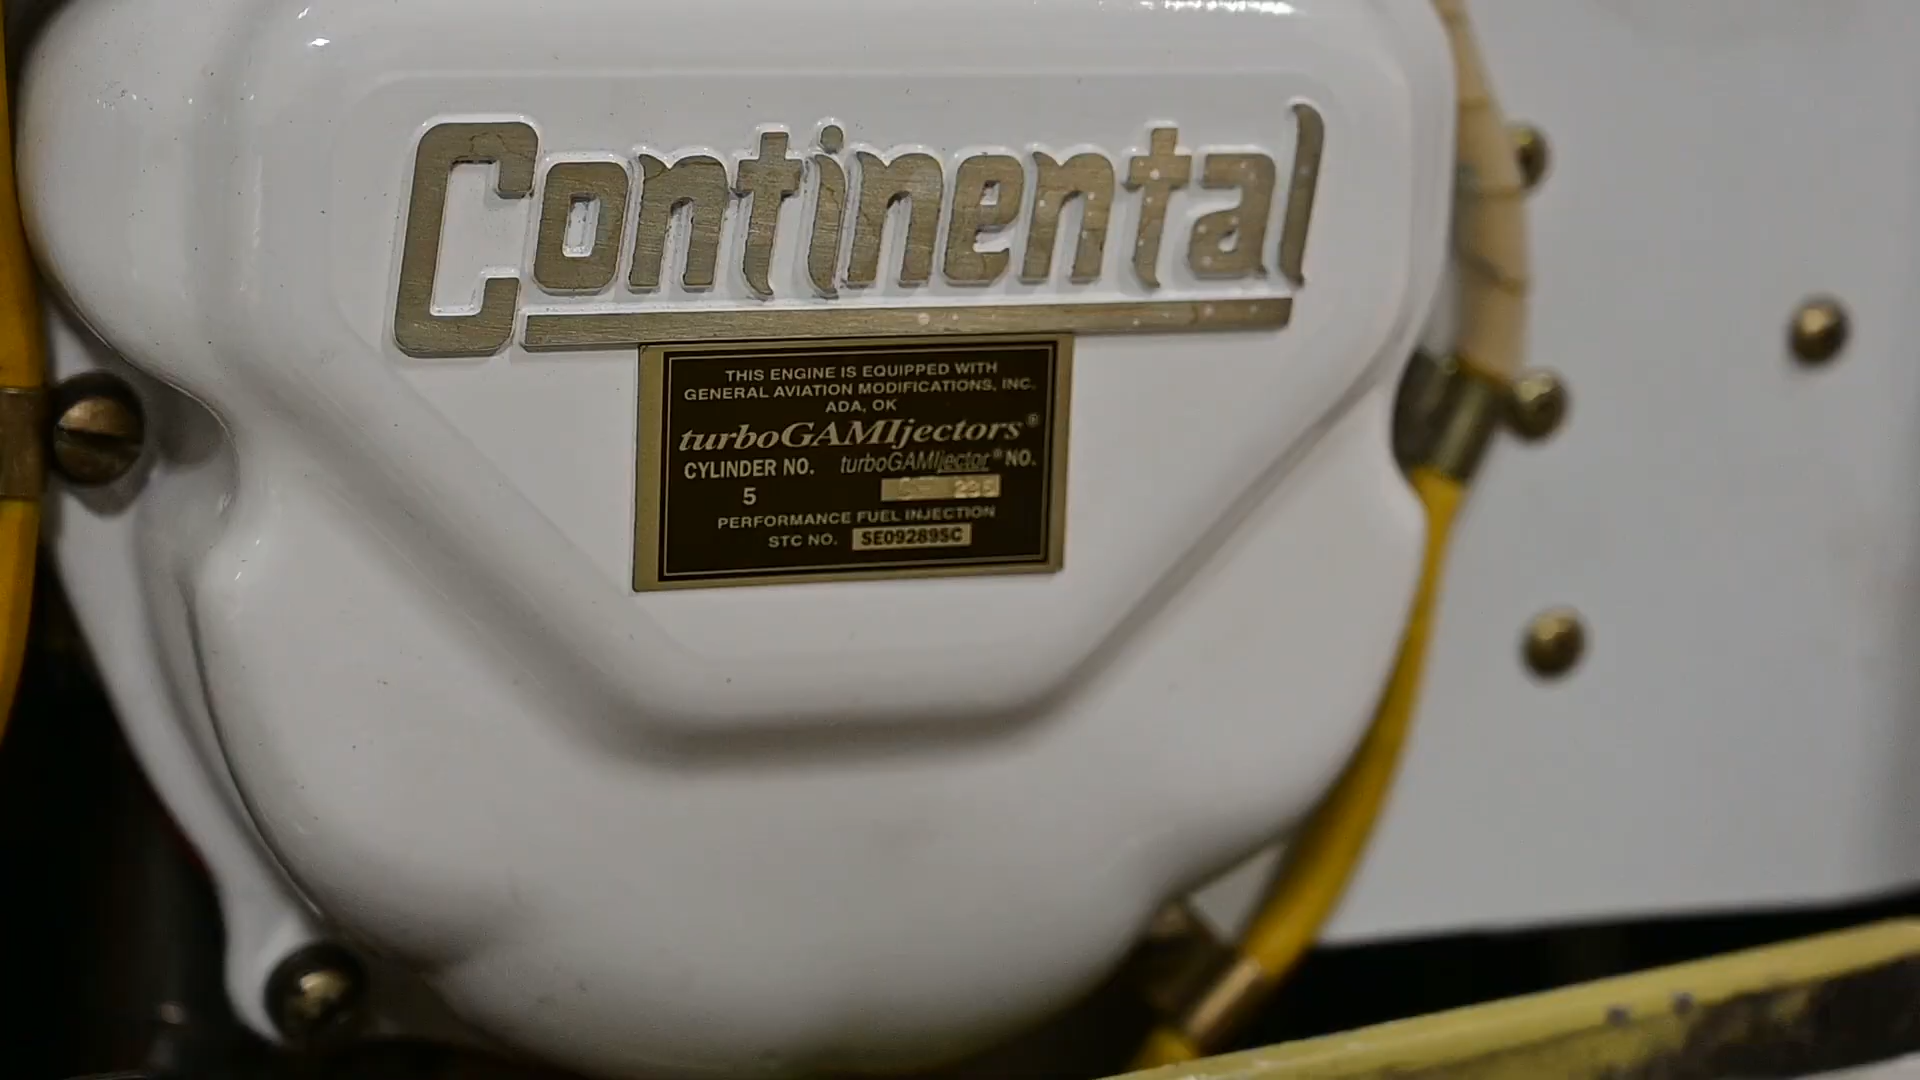 Continental
THIS ENGINE IS EQUIPPED WITH
GENERAL AVIATION MODIFICATIONS, INC.
ADA, OK
turboGAMIjectors®
CYLINDER NO. turboGAMIjector® NO.
5
PERFORMANCE FUEL INJECTION
STC NO. SE09289SC